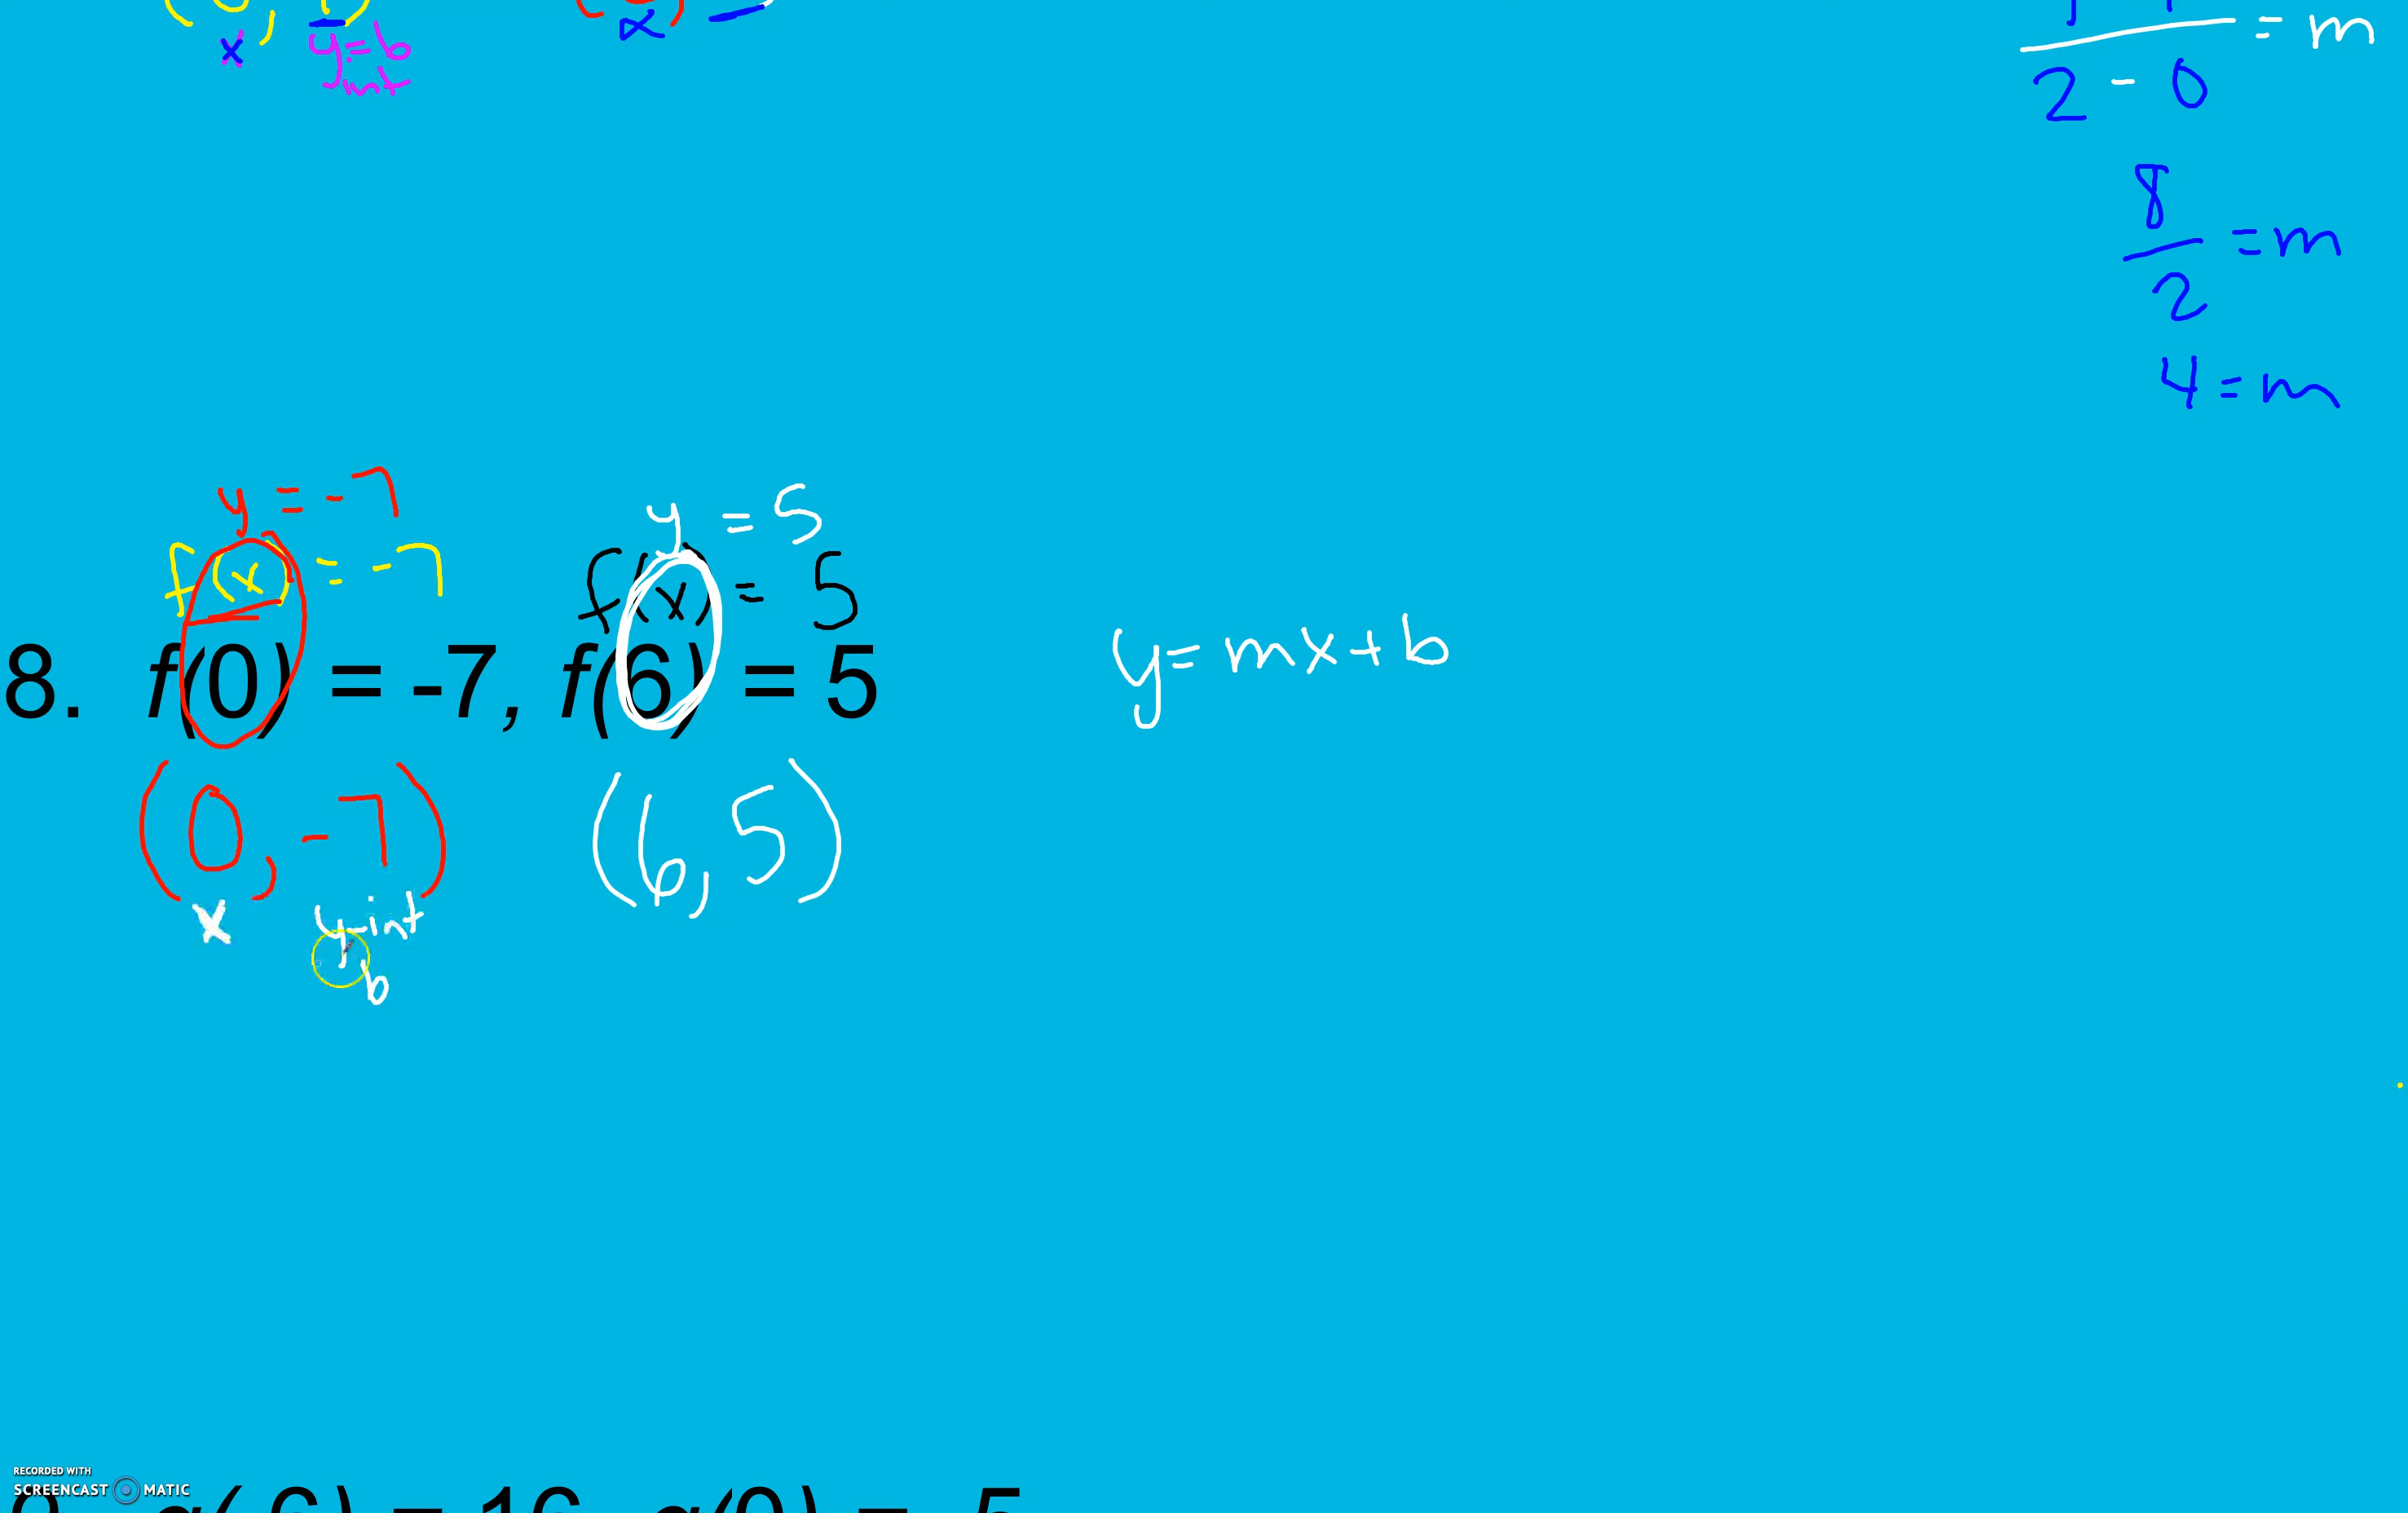 x
y = b
-int
x
2 - 0
= m
8
2
= m
4 = m
y = -7
y = 5
f(x) = -7
f(x) = 5
8. f(0) = -7, f(6) = 5
y = mx + b
(0, -7)
(6, 5)
x
y-int
b
RECORDED WITH
SCREENCAST MATIC